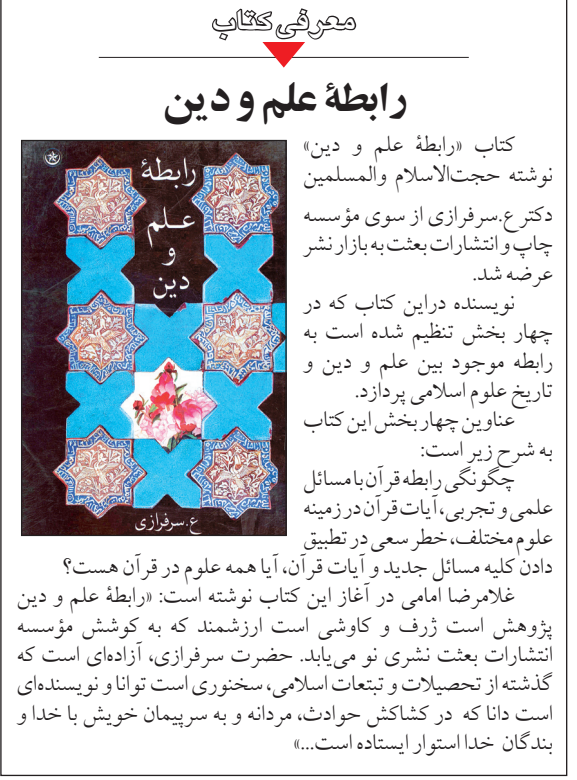 معرفی کتاب
رابطهٔ علم و دین
کتاب «رابطهٔ علم و دین»
نوشته حجت‌الاسلام والمسلمین
دکتر ع.سرفرازی از سوی مؤسسه
چاپ و انتشارات بعثت به بازار نشر
عرضه شد.
نویسنده دراین کتاب که در
چهار بخش تنظیم شده است به
رابطه موجود بین علم و دین و
تاریخ علوم اسلامی پردازد.
عناوین چهار بخش این کتاب
به شرح زیر است:
چگونگی رابطه قرآن با مسائل
علمی و تجربی، آیات قرآن در زمینه
علوم مختلف، خطر سعی در تطبیق
دادن کلیه مسائل جدید و آیات قرآن، آیا همه علوم در قرآن هست؟
غلامرضا امامی در آغاز این کتاب نوشته است: «رابطهٔ علم و دین
پژوهش است ژرف و کاوشی است ارزشمند که به کوشش مؤسسه
انتشارات بعثت نشری نو می‌یابد. حضرت سرفرازی، آزاده‌ای است که
گذشته از تحصیلات و تبتعات اسلامی، سخنوری است توانا و نویسنده‌ای
است دانا که در کشاکش حوادث، مردانه و به سرپیمان خویش با خدا و
بندگان خدا استوار ایستاده است...»
رابطهٔ
علم
و
دین
ع.سرفرازی